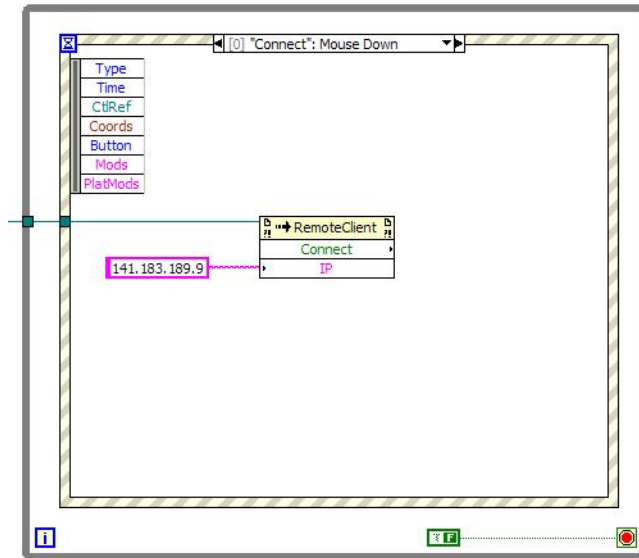 [0] "Connect": Mouse Down
Type
Time
CtlRef
Coords
Button
Mods
PlatMods
RemoteClient
Connect
141.183.189.9
IP
i
F